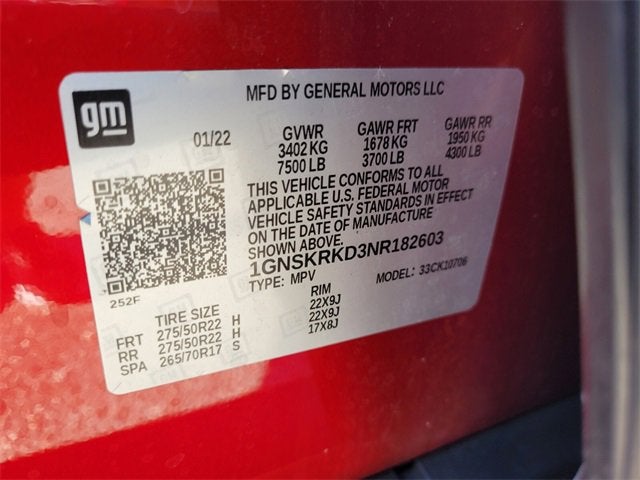 gm
MFD BY GENERAL MOTORS LLC
01/22 GVWR GAWR FRT GAWR RR
3402 KG 1678 KG 1950 KG
7500 LB 3700 LB 4300 LB
THIS VEHICLE CONFORMS TO ALL
APPLICABLE U.S. FEDERAL MOTOR
VEHICLE SAFETY STANDARDS IN EFFECT
ON THE DATE OF MANUFACTURE
SHOWN ABOVE.
1GNSKRKD3NR182603
TYPE: MPV MODEL: 33CK10706
252F
TIRE SIZE RIM
FRT 275/50R22 H 22X9J
RR 275/50R22 H 22X9J
SPA 265/70R17 S 17X8J